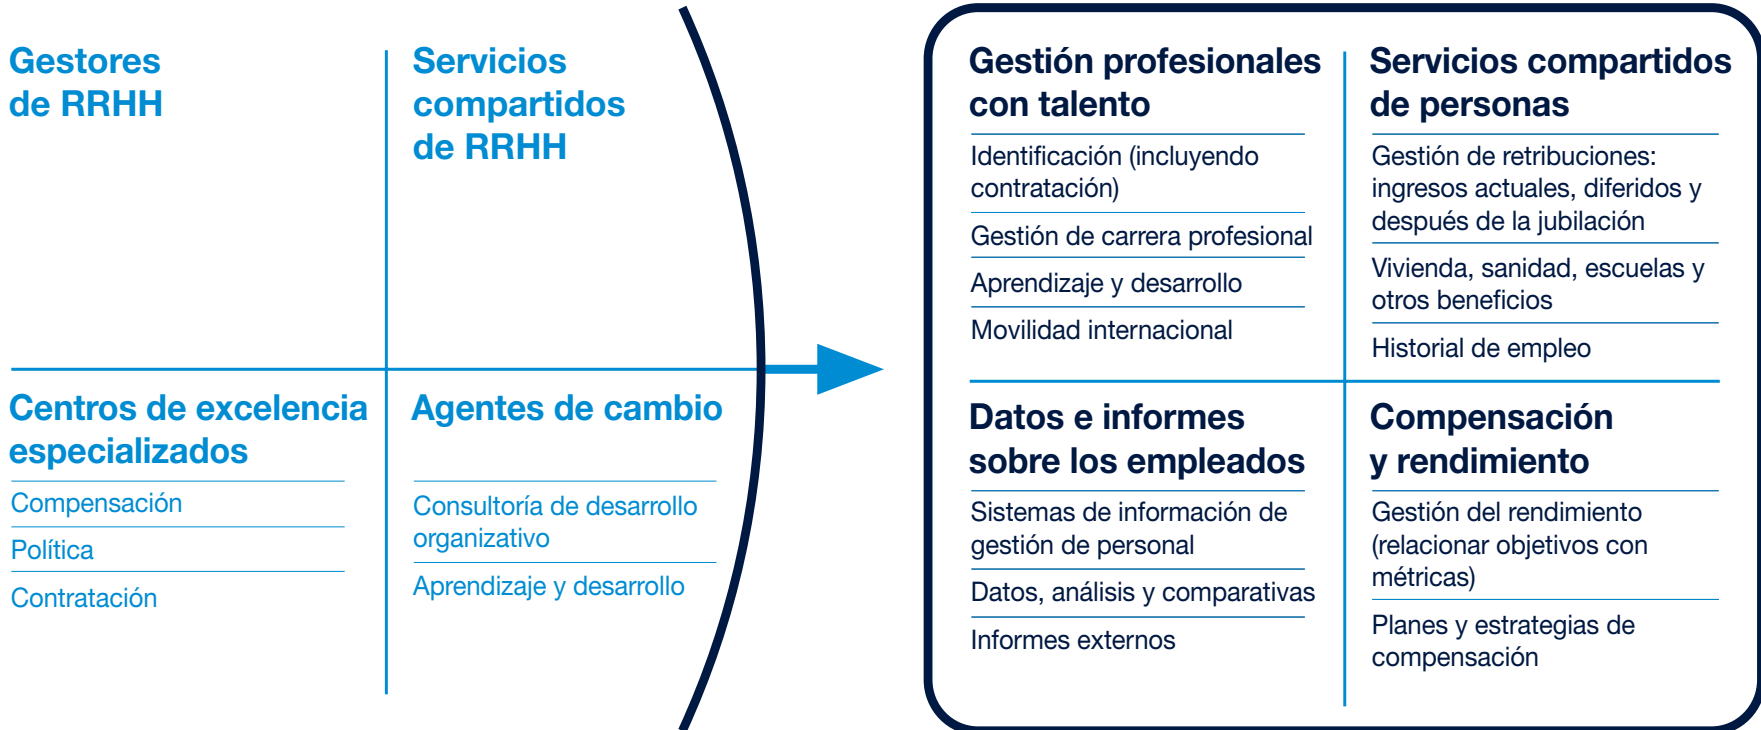 Gestores
de RRHH
Servicios
compartidos
de RRHH
Centros de excelencia
especializados
Compensación
Política
Contratación
Agentes de cambio
Consultoría de desarrollo
organizativo
Aprendizaje y desarrollo
Gestión profesionales
con talento
Identificación (incluyendo
contratación)
Gestión de carrera profesional
Aprendizaje y desarrollo
Movilidad internacional
Servicios compartidos
de personas
Gestión de retribuciones:
ingresos actuales, diferidos y
después de la jubilación
Vivienda, sanidad, escuelas y
otros beneficios
Historial de empleo
Datos e informes
sobre los empleados
Sistemas de información de
gestión de personal
Datos, análisis y comparativas
Informes externos
Compensación
y rendimiento
Gestión del rendimiento
(relacionar objetivos con
métricas)
Planes y estrategias de
compensación